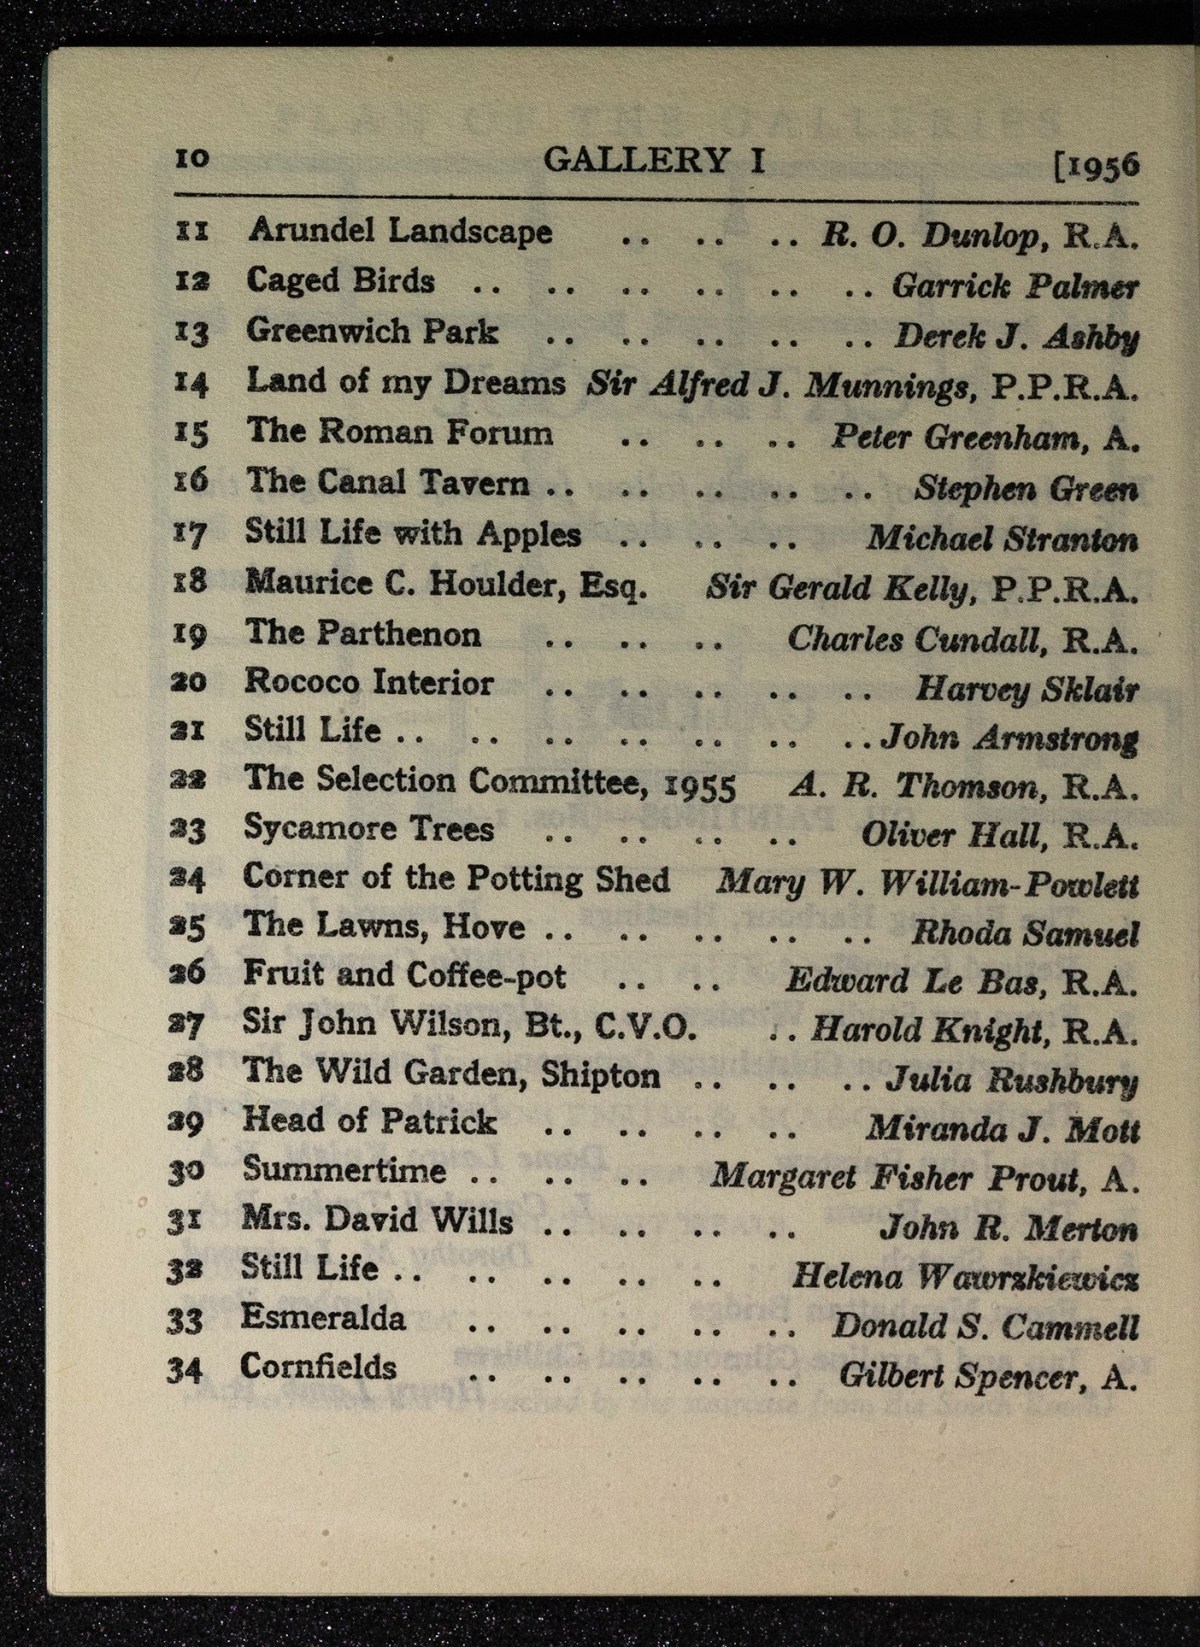 10 GALLERY I [1956
11 Arundel Landscape .. .. .. R. O. Dunlop, R.A.
12 Caged Birds .. .. .. .. .. .. Garrick Palmer
13 Greenwich Park .. .. .. .. .. Derek J. Ashby
14 Land of my Dreams Sir Alfred J. Munnings, P.P.R.A.
15 The Roman Forum .. .. .. Peter Greenham, A.
16 The Canal Tavern .. .. .. .. .. Stephen Green
17 Still Life with Apples .. .. .. Michael Stranton
18 Maurice C. Houlder, Esq. Sir Gerald Kelly, P.P.R.A.
19 The Parthenon .. .. .. Charles Cundall, R.A.
20 Rococo Interior .. .. .. .. .. Harvey Sklair
21 Still Life .. .. .. .. .. .. .. John Armstrong
22 The Selection Committee, 1955 A. R. Thomson, R.A.
23 Sycamore Trees .. .. .. .. Oliver Hall, R.A.
24 Corner of the Potting Shed Mary W. William-Powlett
25 The Lawns, Hove .. .. .. .. .. Rhoda Samuel
26 Fruit and Coffee-pot .. .. Edward Le Bas, R.A.
27 Sir John Wilson, Bt., C.V.O. .. Harold Knight, R.A.
28 The Wild Garden, Shipton .. .. .. Julia Rushbury
29 Head of Patrick .. .. .. .. Miranda J. Mott
30 Summertime .. .. .. Margaret Fisher Prout, A.
31 Mrs. David Wills .. .. .. .. John R. Merton
32 Still Life .. .. .. .. .. Helena Wawrzkiewicz
33 Esmeralda .. .. .. .. .. Donald S. Cammell
34 Cornfields .. .. .. .. .. Gilbert Spencer, A.